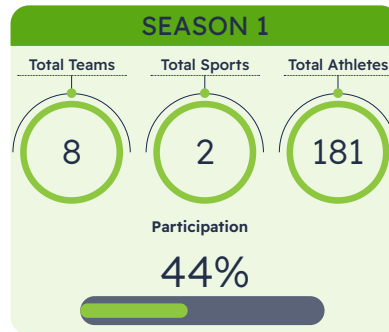 SEASON 1
Total Teams Total Sports Total Athletes
8 2 181
Participation
44%